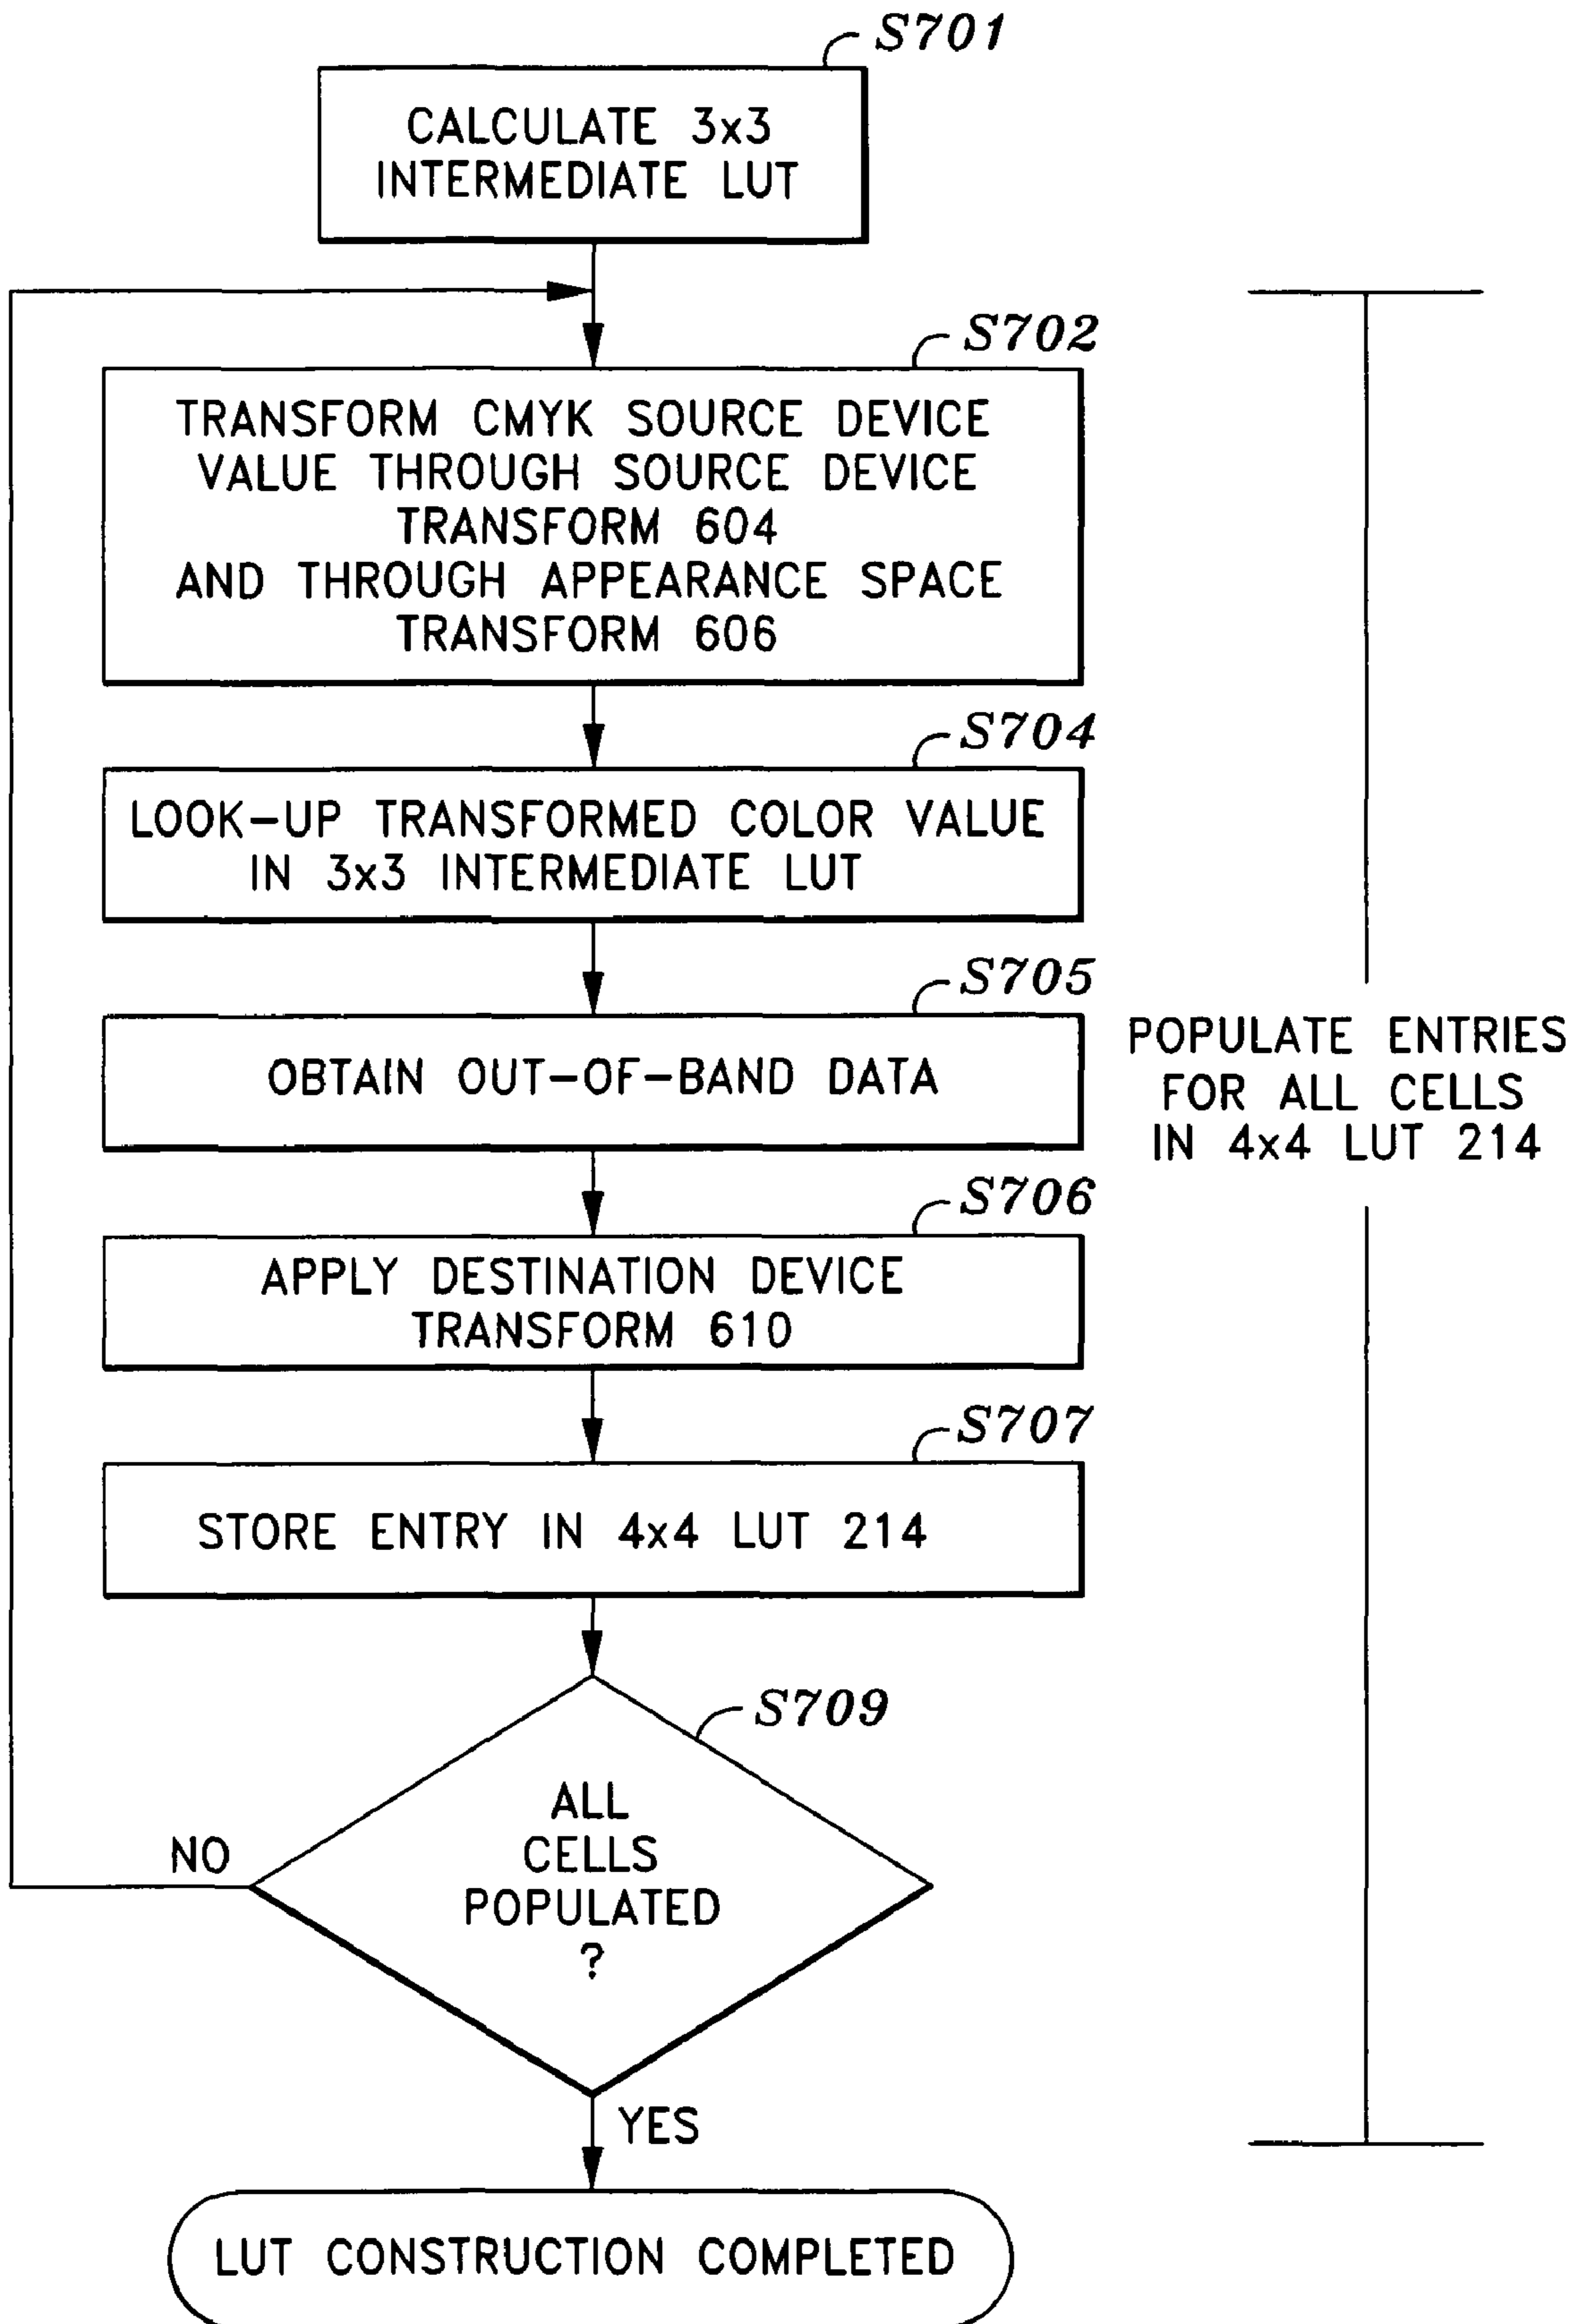 S701
CALCULATE 3x3
INTERMEDIATE LUT
S702
TRANSFORM CMYK SOURCE DEVICE
VALUE THROUGH SOURCE DEVICE
TRANSFORM 604
AND THROUGH APPEARANCE SPACE
TRANSFORM 606
S704
LOOK-UP TRANSFORMED COLOR VALUE
IN 3x3 INTERMEDIATE LUT
S705
OBTAIN OUT-OF-BAND DATA
POPULATE ENTRIES
FOR ALL CELLS
IN 4x4 LUT 214
S706
APPLY DESTINATION DEVICE
TRANSFORM 610
S707
STORE ENTRY IN 4x4 LUT 214
S709
ALL
CELLS
POPULATED
?
NO
YES
LUT CONSTRUCTION COMPLETED